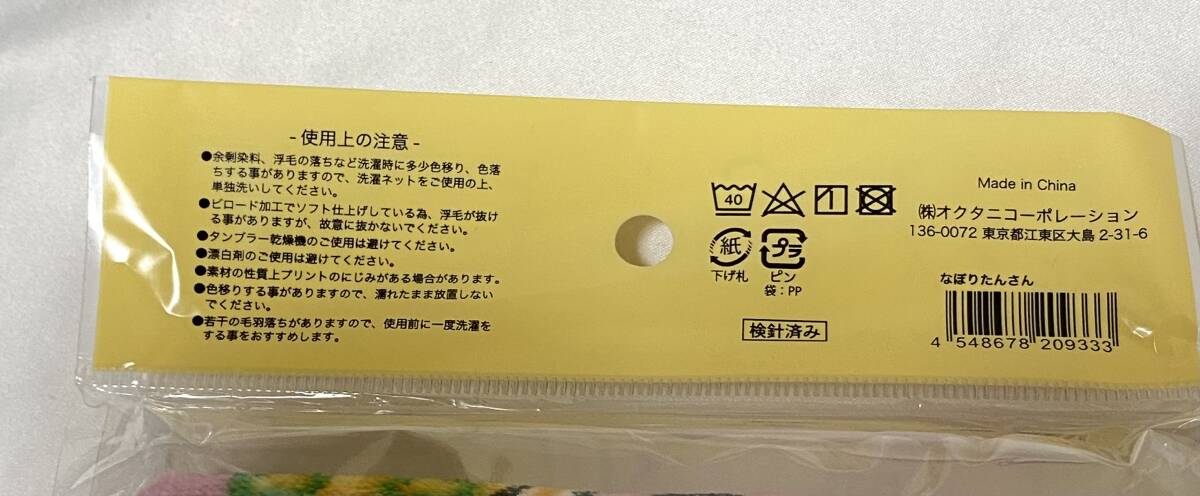 - 使用上の注意 -
●余剰染料、浮毛の落ちなど洗濯時に多少色移り、色落
ちする事がありますので、洗濯ネットをご使用の上、
単独洗いしてください。
●ビロード加工でソフト仕上げしている為、浮毛が抜け
る事がありますが、故意に抜かないでください。
●タンブラー乾燥機のご使用は避けてください。
●漂白剤のご使用は避けてください。
●素材の性質上プリントのにじみがある場合があります。
●色移りする事がありますので、濡れたまま放置しない
でください。
●若干の毛羽落ちがありますので、使用前に一度洗濯を
する事をおすすめします。
40
紙
下げ札
プラ
ピン
袋：PP
検針済み
Made in China
㈱オクタニコーポレーション
136-0072 東京都江東区大島 2-31-6
なぽりたんさん
4 548678 209333